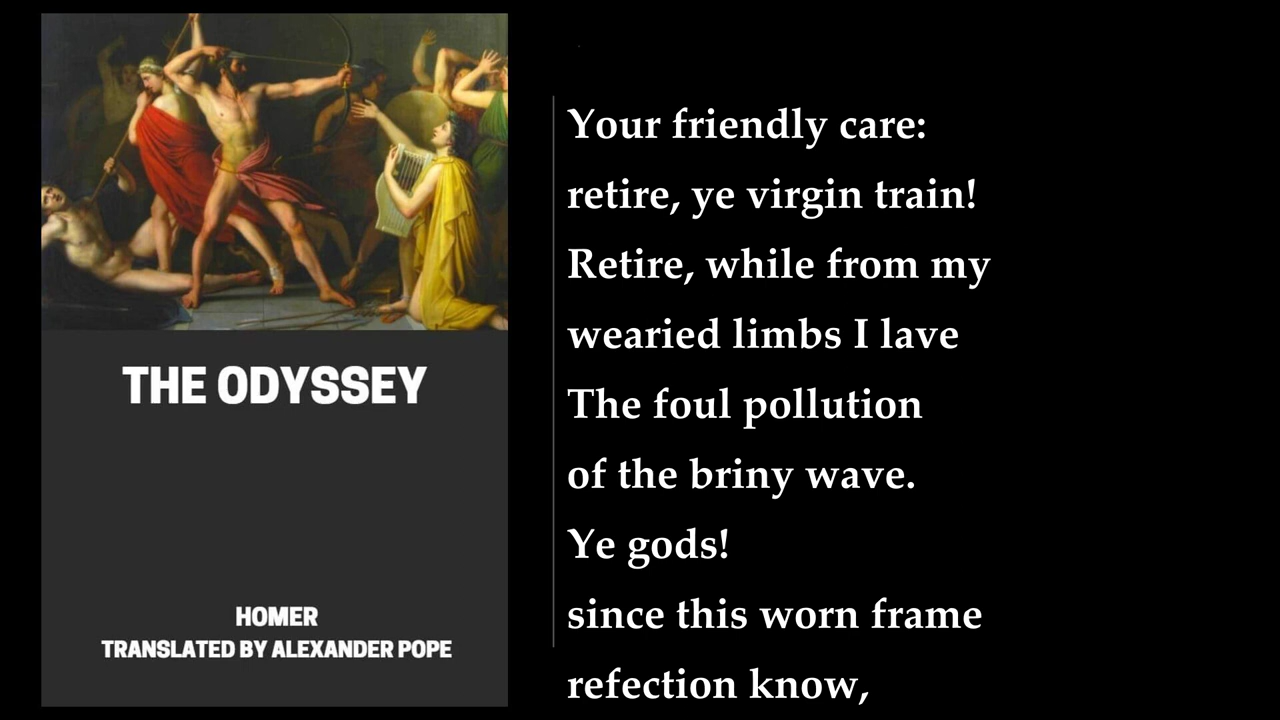 THE ODYSSEY
HOMER
TRANSLATED BY ALEXANDER POPE
Your friendly care:
retire, ye virgin train!
Retire, while from my
wearied limbs I lave
The foul pollution
of the briny wave.
Ye gods!
since this worn frame
refection know,